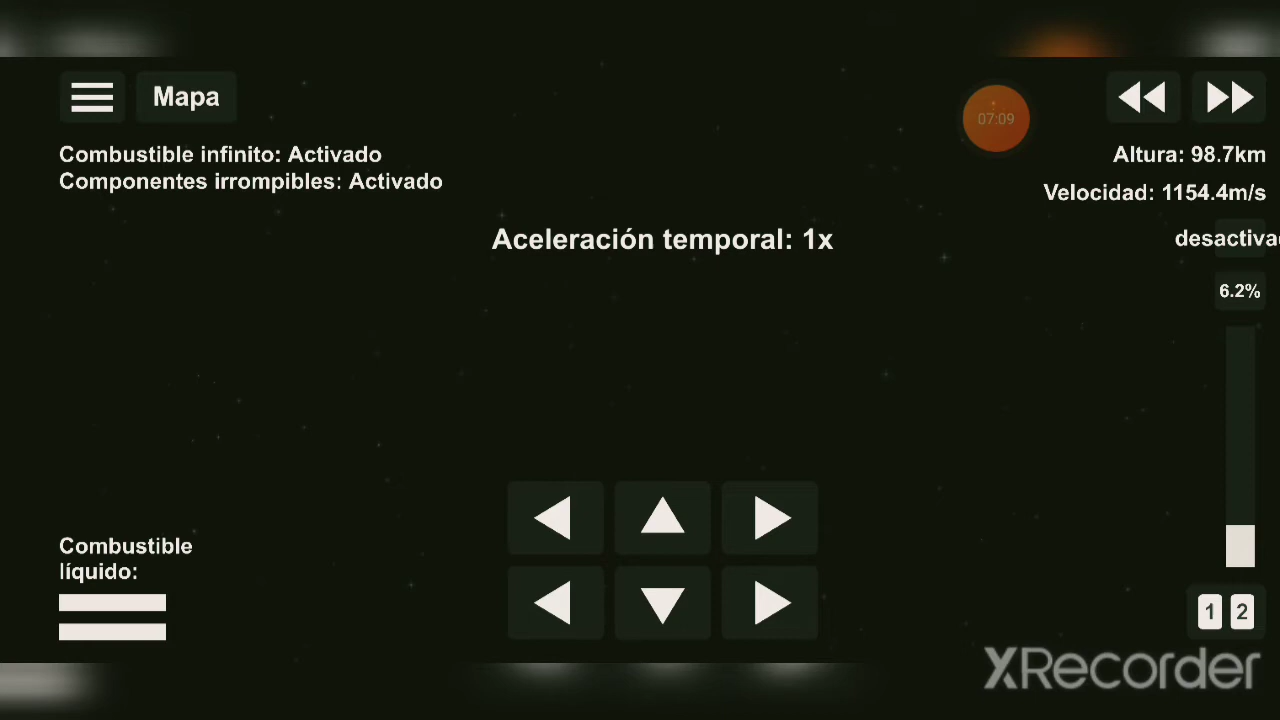 Mapa
07:09
Combustible infinito: Activado
Componentes irrompibles: Activado
Altura: 98.7km
Velocidad: 1154.4m/s
Aceleración temporal: 1x
desactiva
6.2%
Combustible
líquido:
1 2
XRecorder